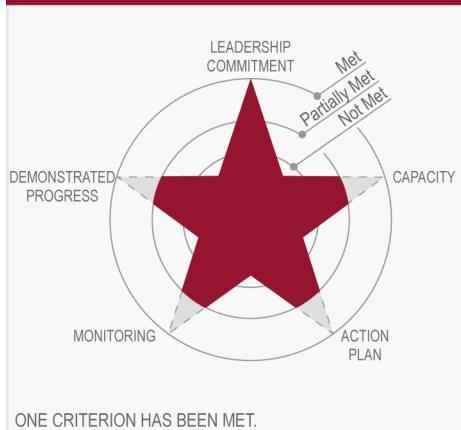 LEADERSHIP
COMMITMENT
Met
Partially Met
Not Met
DEMONSTRATED
PROGRESS
CAPACITY
MONITORING
ACTION
PLAN
ONE CRITERION HAS BEEN MET.